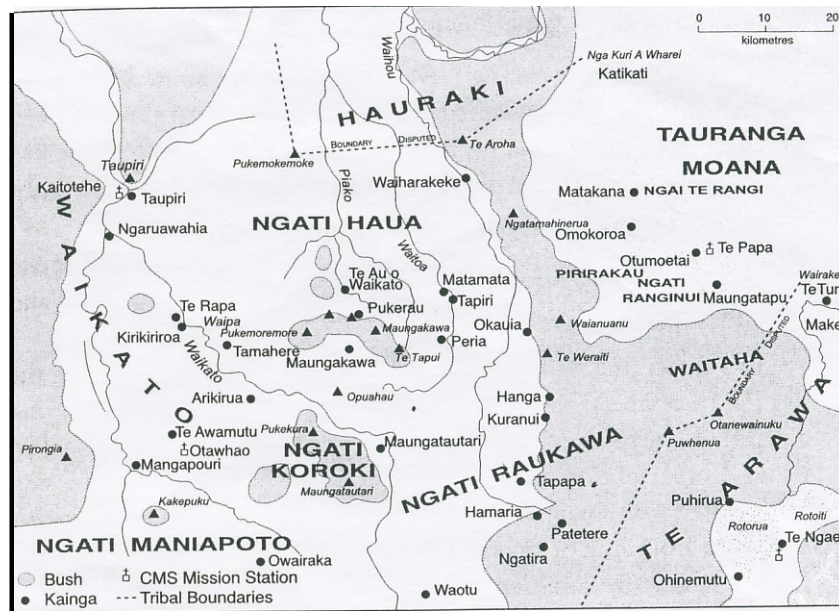 0 10 20
kilometres
Waihou
Nga Kuri A Wharei
Katikati
HAURAKI
TAURANGA
MOANA
BOUNDARY DISPUTED
Te Aroha
Pukemokemoke
Taupiri
Kaitotehe
Taupiri
Waiharakeke
Matakana
NGAI TE RANGI
Piako
WAIKATO
NGATI HAUA
Ngaruawahia
Ngatamahinerua
Omokoroa
Otumoetai
Te Papa
Waitoa
PIRIRAKAU
NGATI
RANGINUI
Maungatapu
Te Au o
Waikato
Matamata
Tapiri
Te Rapa
Waipa
Pukerau
Kirikiriroa
Pukemoremore
Maungakawa
Okauia
Waianuanu
Peria
Waikato
Tamahere
Maungakawa
Te Tapui
Te Weraiti
WAITAHA
BOUNDARY DISPUTED
Opuahau
Arikirua
Hanga
Kuranui
Otanewainuku
Puwhenua
Te Awamutu
Otawhao
Pukekura
NGATI
KOROKI
Maungatautari
Maungatautari
Pirongia
Mangapouri
NGATI RAUKAWA
TE ARAWA
Tapapa
Kakepuku
Hamaria
Patetere
Puhirua
Rotorua
Rotoiti
NGATI MANIAPOTO
Ngatira
Owairaka
Waotu
Ohinemutu
Bush
CMS Mission Station
Kainga
Tribal Boundaries